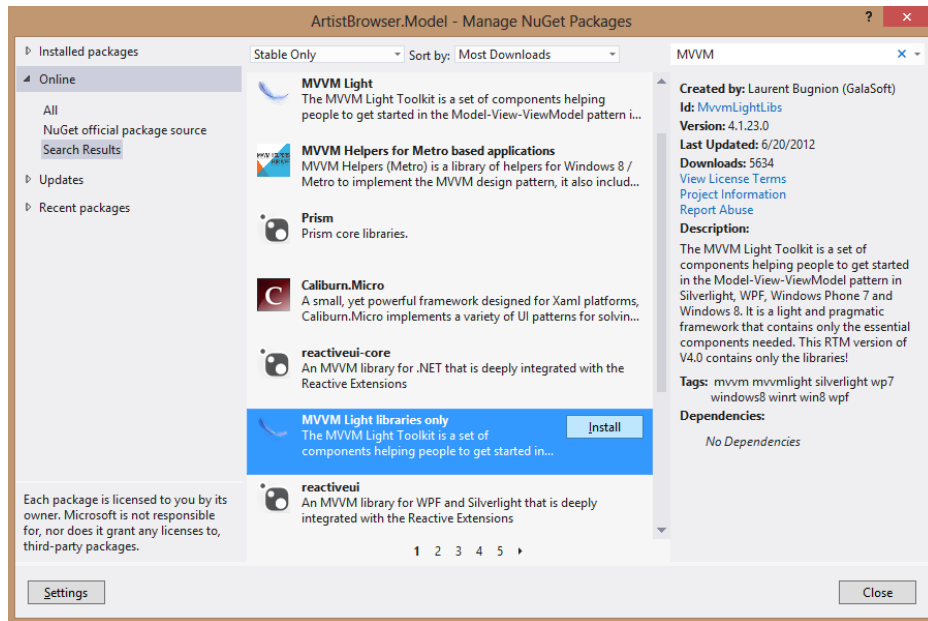 ArtistBrowser.Model - Manage NuGet Packages
?
Installed packages
Online
All
NuGet official package source
Search Results
Updates
Recent packages
Each package is licensed to you by its
owner. Microsoft is not responsible
for, nor does it grant any licenses to,
third-party packages.
Stable Only
Sort by: Most Downloads
MVVM Light
The MVVM Light Toolkit is a set of components helping
people to get started in the Model-View-ViewModel pattern i...
MVVM Helpers for Metro based applications
MVVM Helpers (Metro) is a library of helpers for Windows 8 /
Metro to implement the MVVM design pattern, it also includ...
Prism
Prism core libraries.
C
Caliburn.Micro
A small, yet powerful framework designed for Xaml platforms,
Caliburn.Micro implements a variety of UI patterns for solvin...
reactiveui-core
An MVVM library for .NET that is deeply integrated with the
Reactive Extensions
MVVM Light libraries only
The MVVM Light Toolkit is a set of
components helping people to get started in...
Install
reactiveui
An MVVM library for WPF and Silverlight that is deeply
integrated with the Reactive Extensions
1 2 3 4 5
MVVM
Created by: Laurent Bugnion (GalaSoft)
Id: MvvmLightLibs
Version: 4.1.23.0
Last Updated: 6/20/2012
Downloads: 5634
View License Terms
Project Information
Report Abuse
Description:
The MVVM Light Toolkit is a set of
components helping people to get started
in the Model-View-ViewModel pattern in
Silverlight, WPF, Windows Phone 7 and
Windows 8. It is a light and pragmatic
framework that contains only the essential
components needed. This RTM version of
V4.0 contains only the libraries!
Tags: mvvm mvvmlight silverlight wp7
windows8 winrt win8 wpf
Dependencies:
No Dependencies
Settings
Close